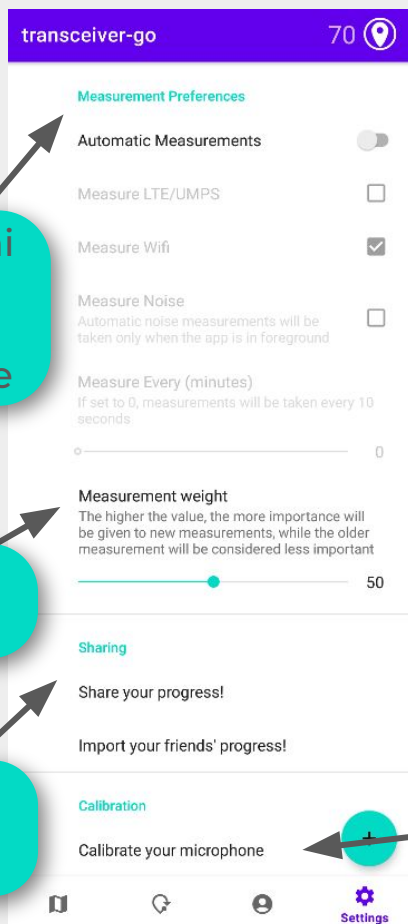 transceiver-go 70
Measurement Preferences
Automatic Measurements
Measure LTE/UMPS
Measure Wifi
Measure Noise
Automatic noise measurements will be
taken only when the app is in foreground
Measure Every (minutes)
If set to 0, measurements will be taken every 10
seconds
0
Measurement weight
The higher the value, the more importance will
be given to new measurements, while the older
measurement will be considered less important
50
Sharing
Share your progress!
Import your friends' progress!
Calibration
Calibrate your microphone
+
Settings